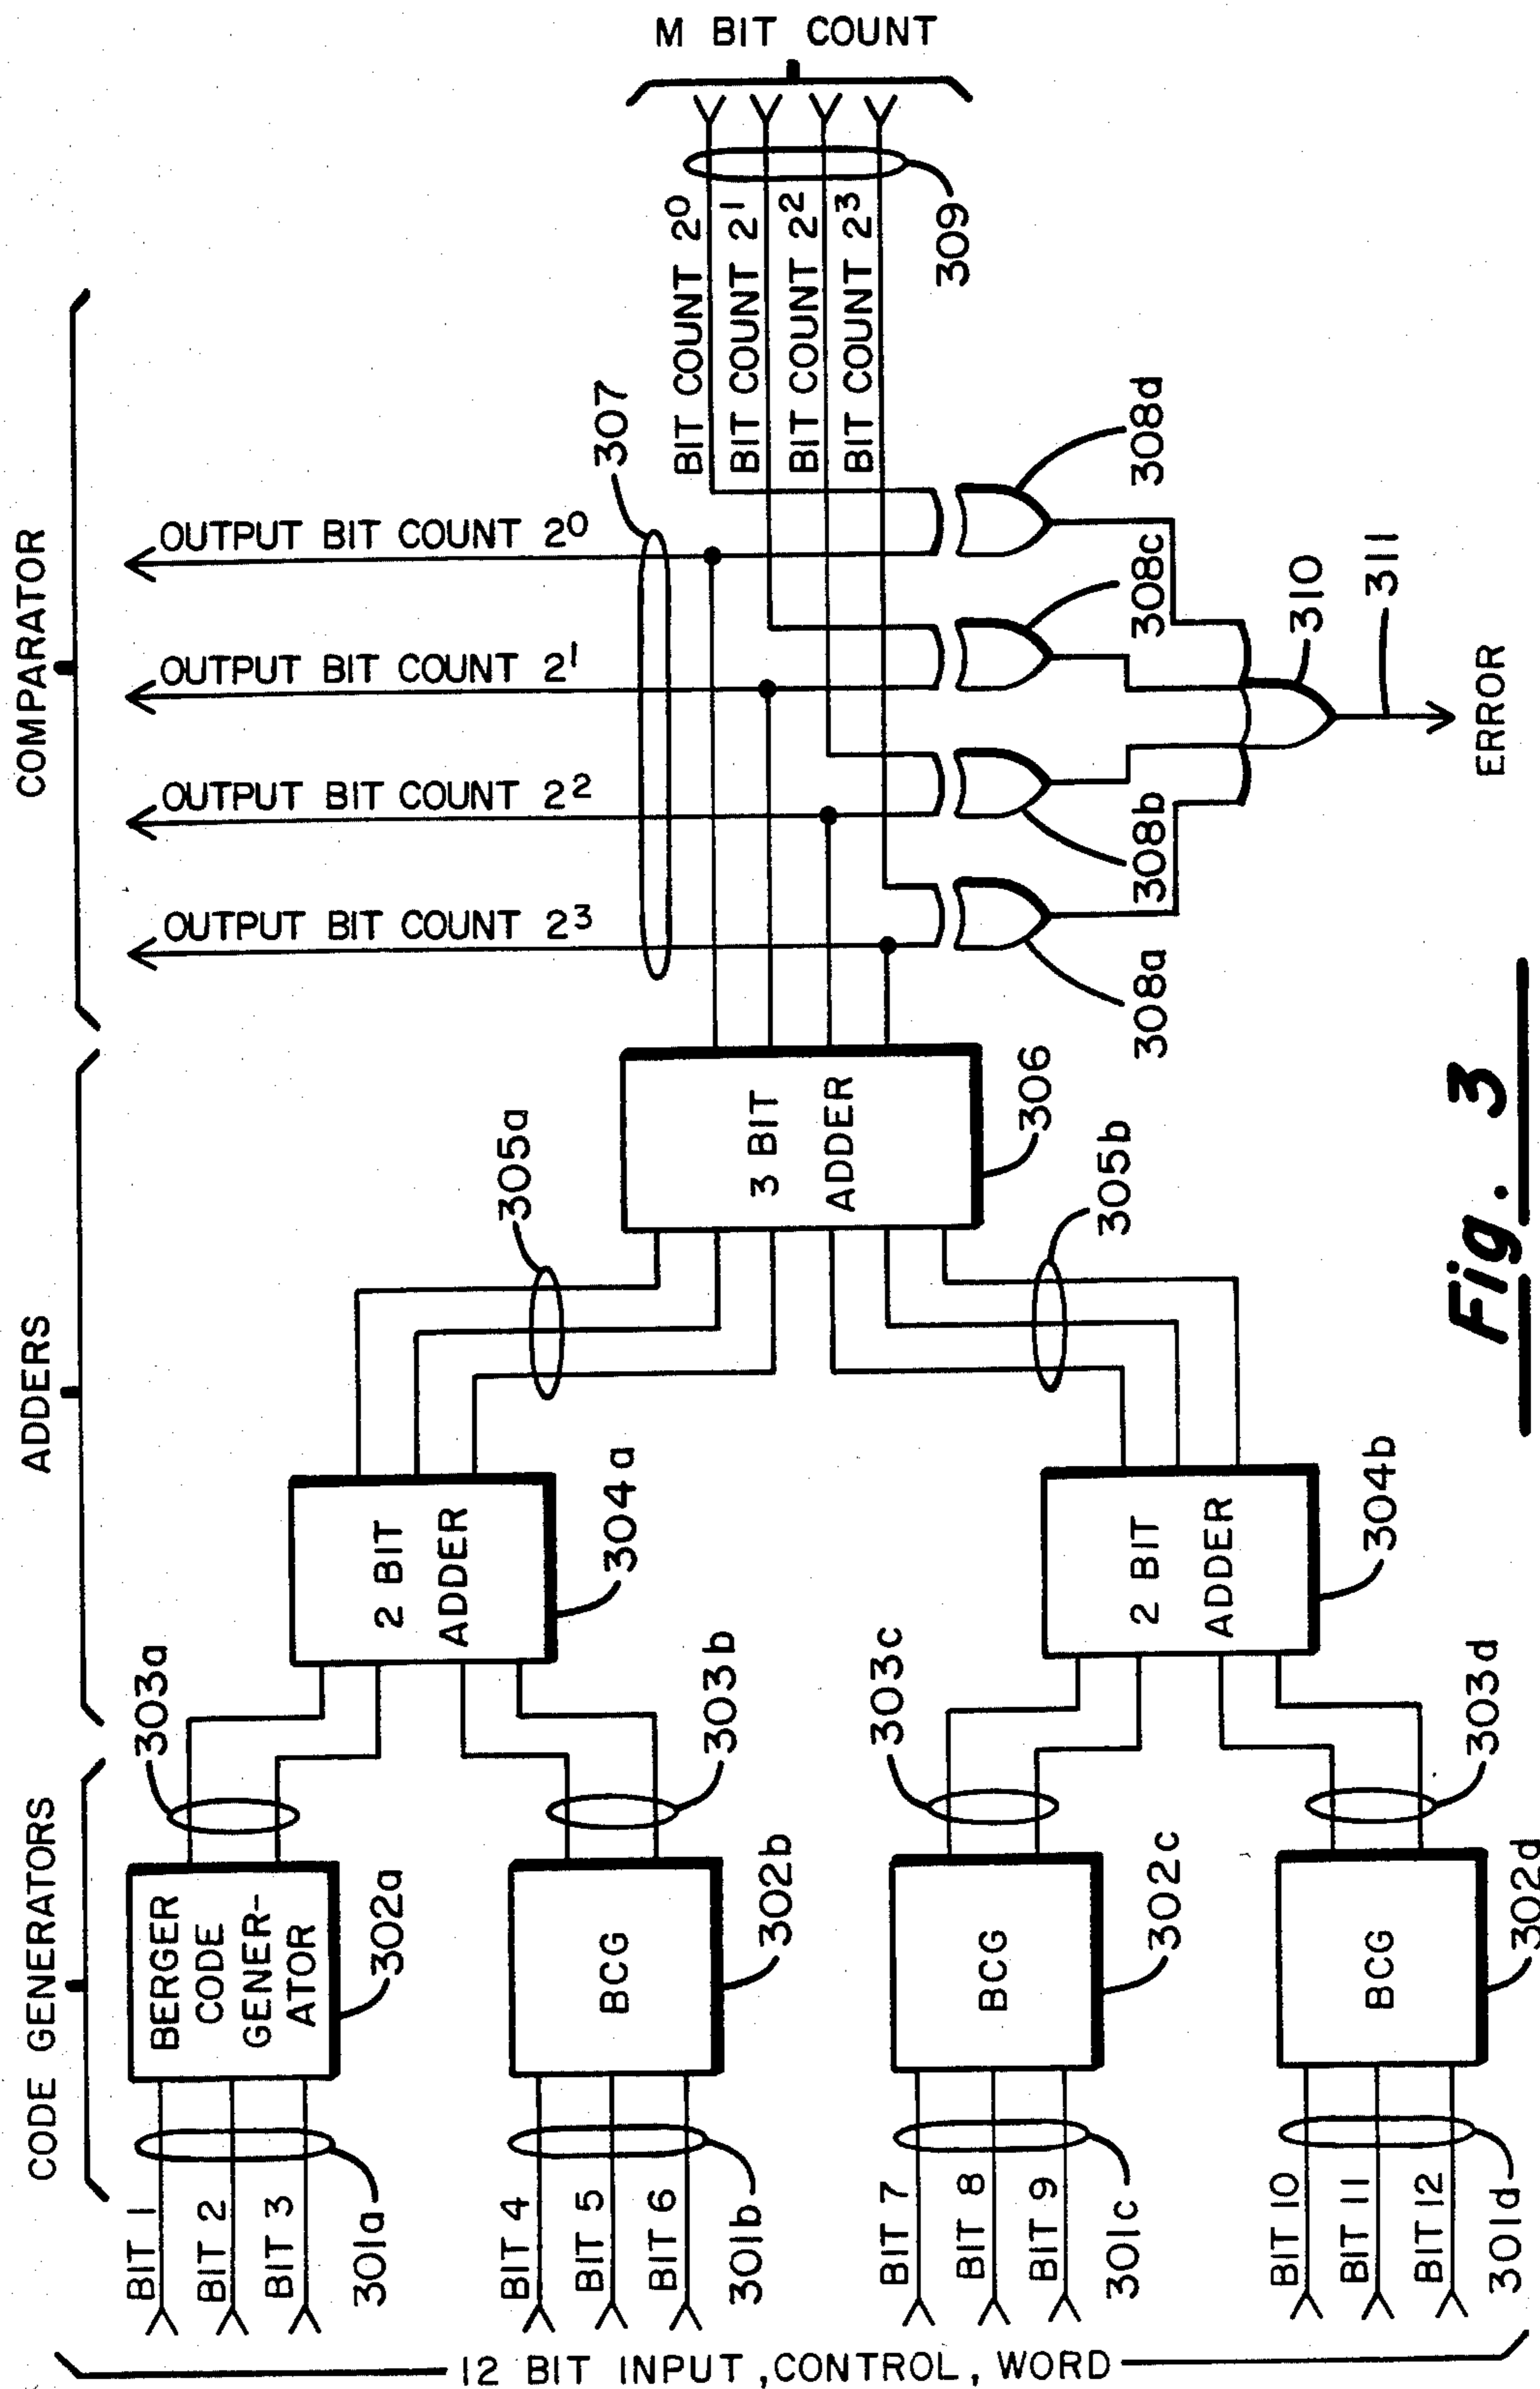 CODE GENERATORS
ADDERS
COMPARATOR
12 BIT INPUT, CONTROL, WORD
BIT 1
BIT 2
BIT 3
301a
BERGER
CODE
GENER-
ATOR
302a
303a
BIT 4
BIT 5
BIT 6
301b
BCG
302b
303b
BIT 7
BIT 8
BIT 9
301c
BCG
302c
303c
BIT 10
BIT 11
BIT 12
301d
BCG
302d
303d
2 BIT
ADDER
304a
2 BIT
ADDER
304b
305a
305b
3 BIT
ADDER
306
OUTPUT BIT COUNT 2³
OUTPUT BIT COUNT 2²
OUTPUT BIT COUNT 2¹
OUTPUT BIT COUNT 2⁰
307
BIT COUNT 2⁰
BIT COUNT 2¹
BIT COUNT 2²
BIT COUNT 2³
309
M BIT COUNT
308a
308b
308c
308d
310
311
ERROR
Fig. 3